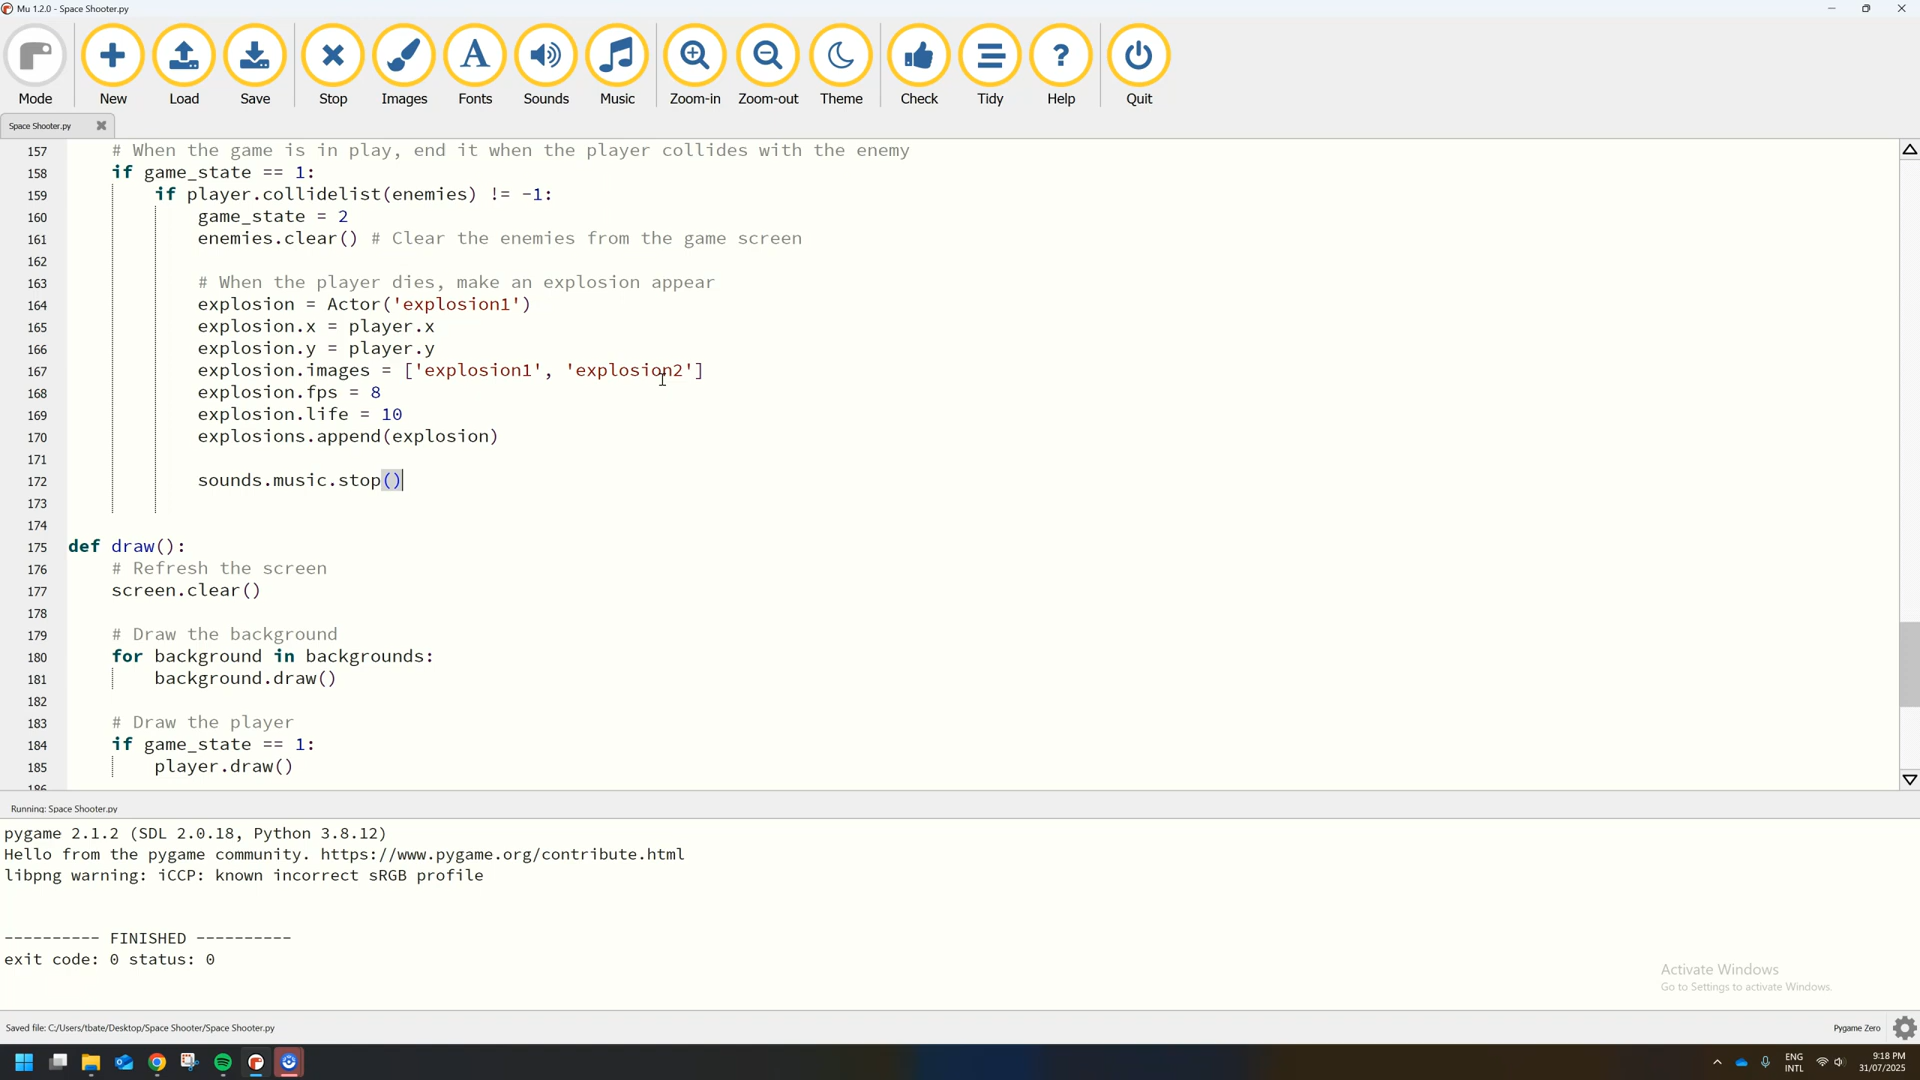 Mu 1.2.0 - Space Shooter.py
Mode New Load Save Stop Images Fonts Sounds Music Zoom-in Zoom-out Theme Check Tidy Help Quit
Space Shooter.py
157 # When the game is in play, end it when the player collides with the enemy
158 if game_state == 1:
159 if player.collidelist(enemies) != -1:
160 game_state = 2
161 enemies.clear() # Clear the enemies from the game screen
162
163 # When the player dies, make an explosion appear
164 explosion = Actor('explosion1')
165 explosion.x = player.x
166 explosion.y = player.y
167 explosion.images = ['explosion1', 'explosion2']
168 explosion.fps = 8
169 explosion.life = 10
170 explosions.append(explosion)
171
172 sounds.music.stop()
173
174
175 def draw():
176 # Refresh the screen
177 screen.clear()
178
179 # Draw the background
180 for background in backgrounds:
181 background.draw()
182
183 # Draw the player
184 if game_state == 1:
185 player.draw()
186
Running: Space Shooter.py
pygame 2.1.2 (SDL 2.0.18, Python 3.8.12)
Hello from the pygame community. https://www.pygame.org/contribute.html
libpng warning: iCCP: known incorrect sRGB profile
---------- FINISHED ----------
exit code: 0 status: 0
Activate Windows
Go to Settings to activate Windows.
Saved file: C:/Users/tbate/Desktop/Space Shooter/Space Shooter.py
Pygame Zero
ENG
INTL
9:18 PM
31/07/2025